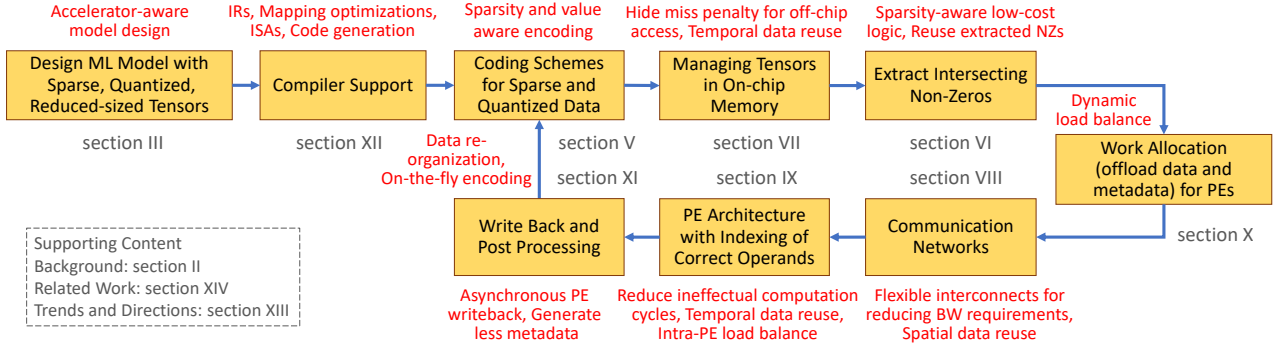 Accelerator-aware
model design
IRs, Mapping optimizations,
ISAs, Code generation
Sparsity and value
aware encoding
Hide miss penalty for off-chip
access, Temporal data reuse
Sparsity-aware low-cost
logic, Reuse extracted NZs
Design ML Model with
Sparse, Quantized,
Reduced-sized Tensors
Compiler Support
Coding Schemes
for Sparse and
Quantized Data
Managing Tensors
in On-chip
Memory
Extract Intersecting
Non-Zeros
Dynamic
load balance
section III
section XII
Data re-
organization,
On-the-fly encoding
section V
section VII
section VI
Work Allocation
(offload data and
metadata) for PEs
section XI
section IX
section VIII
section X
Write Back and
Post Processing
PE Architecture
with Indexing of
Correct Operands
Communication
Networks
Supporting Content
Background: section II
Related Work: section XIV
Trends and Directions: section XIII
Asynchronous PE
writeback, Generate
less metadata
Reduce ineffectual computation
cycles, Temporal data reuse,
Intra-PE load balance
Flexible interconnects for
reducing BW requirements,
Spatial data reuse